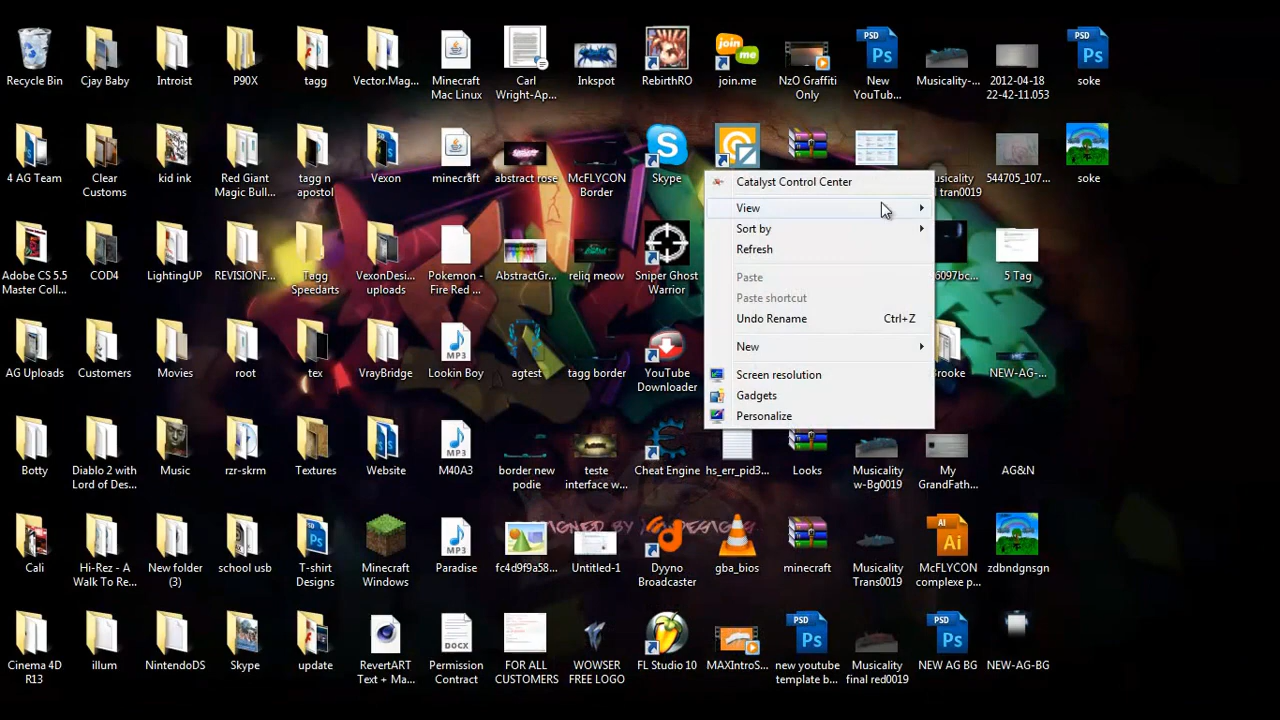 Recycle Bin
Cjay Baby
Introist
P90X
tagg
Vector.Mag...
Minecraft
Mac Linux
Carl
Wright-Ap...
Inkspot
RebirthRO
join.me
NzO Graffiti
Only
New
YouTub...
Musicality-...
2012-04-18
22-42-11.053
soke
4 AG Team
Clear
Customs
kid ink
Red Giant
Magic Bull...
tagg n
apostol
Vexon
minecraft
abstract rose
McFLYCON
Border
Skype
544705_107...
soke
Catalyst Control Center
View
Sort by
Refresh
Paste
Paste shortcut
Undo Rename Ctrl+Z
New
Screen resolution
Gadgets
Personalize
Adobe CS 5.5
Master Coll...
COD4
LightingUP
REVISIONF...
Tagg
Speedarts
VexonDesi...
uploads
Pokemon -
Fire Red ...
AbstractGr...
reliq meow
Sniper Ghost
Warrior
5 Tag
AG Uploads
Customers
Movies
root
tex
VrayBridge
Lookin Boy
agtest
tagg border
YouTube
Downloader
Brooke
NEW-AG-...
Botty
Diablo 2 with
Lord of Des...
Music
rzr-skrm
Textures
Website
M40A3
border new
podie
teste
interface w...
Cheat Engine
hs_err_pid3...
Looks
Musicality
w-Bg0019
My
GrandFath...
AG&N
Cali
Hi-Rez - A
Walk To Re...
New folder
(3)
school usb
T-shirt
Designs
Minecraft
Windows
Paradise
fc4d9f9a58...
Untitled-1
Dyyno
Broadcaster
gba_bios
minecraft
Musicality
Trans0019
McFLYCON
complexe p...
zdbndgnsgn
Cinema 4D
R13
illum
NintendoDS
Skype
update
RevertART
Text + Ma...
Permission
Contract
FOR ALL
CUSTOMERS
WOWSER
FREE LOGO
FL Studio 10
MAXIntroS...
new youtube
template b...
Musicality
final red0019
NEW AG BG
NEW-AG-BG